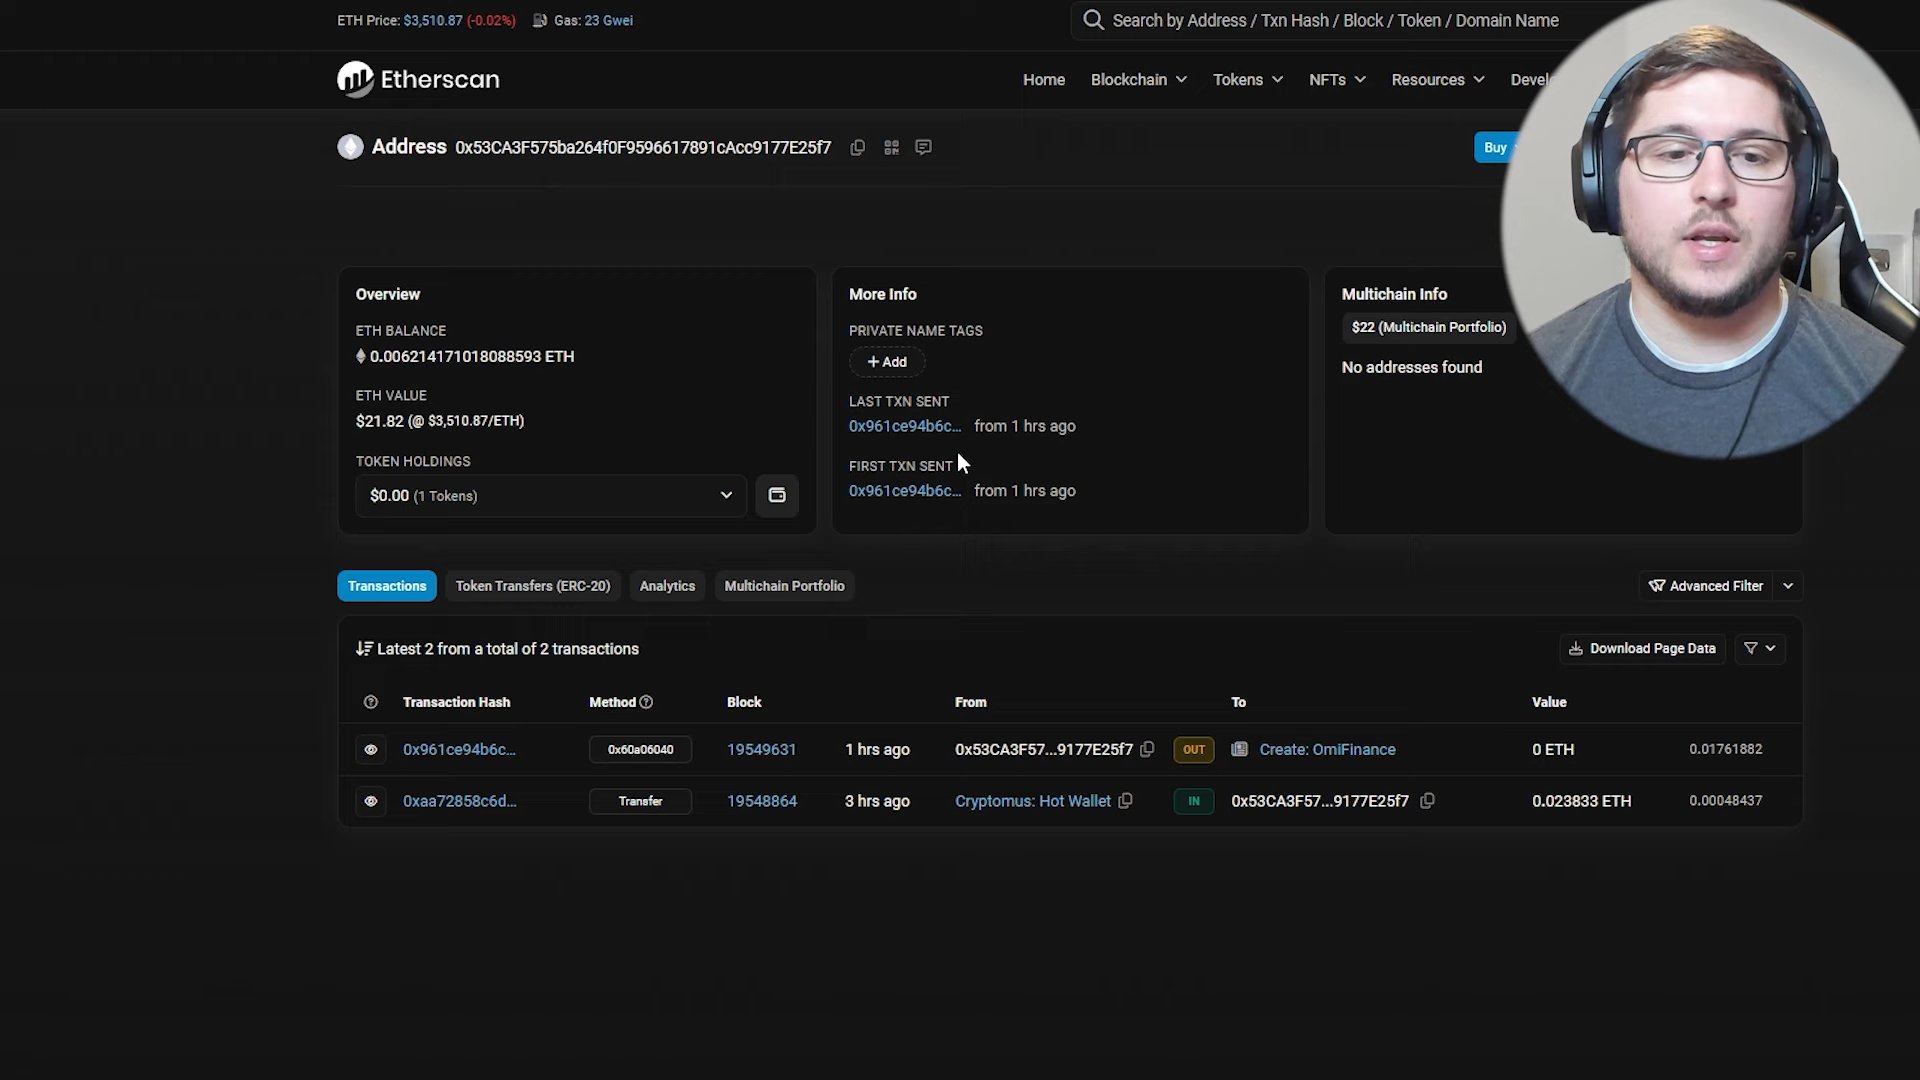 ETH Price: $3,510.87 (-0.02%) Gas: 23 Gwei
Search by Address / Txn Hash / Block / Token / Domain Name
Etherscan
Home Blockchain Tokens NFTs Resources
Address 0x53CA3F575ba264f0F9596617891cAcc9177E25f7
Buy
Overview
ETH BALANCE
0.006214171018088593 ETH
ETH VALUE
$21.82 (@ $3,510.87/ETH)
TOKEN HOLDINGS
$0.00 (1 Tokens)
More Info
PRIVATE NAME TAGS
+ Add
LAST TXN SENT
0x961ce94b6c... from 1 hrs ago
FIRST TXN SENT
0x961ce94b6c... from 1 hrs ago
Multichain Info
$22 (Multichain Portfolio)
No addresses found
Transactions Token Transfers (ERC-20) Analytics Multichain Portfolio
Advanced Filter
Latest 2 from a total of 2 transactions
Download Page Data
Transaction Hash Method Block From To Value
0x961ce94b6c... 0x60a06040 19549631 1 hrs ago 0x53CA3F57...9177E25f7 OUT Create: OmiFinance 0 ETH 0.01761882
0xaa72858c6d... Transfer 19548864 3 hrs ago Cryptomus: Hot Wallet IN 0x53CA3F57...9177E25f7 0.023833 ETH 0.00048437